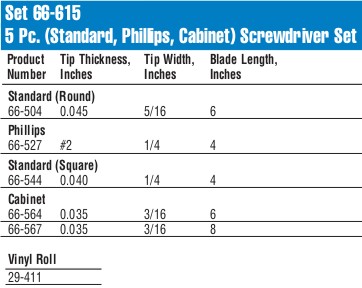 Set 66-615
5 Pc. (Standard, Phillips, Cabinet) Screwdriver Set
Product Tip Thickness, Tip Width, Blade Length,
Number Inches Inches Inches
Standard (Round)
66-504 0.045 5/16 6
Phillips
66-527 #2 1/4 4
Standard (Square)
66-544 0.040 1/4 4
Cabinet
66-564 0.035 3/16 6
66-567 0.035 3/16 8
Vinyl Roll
29-411